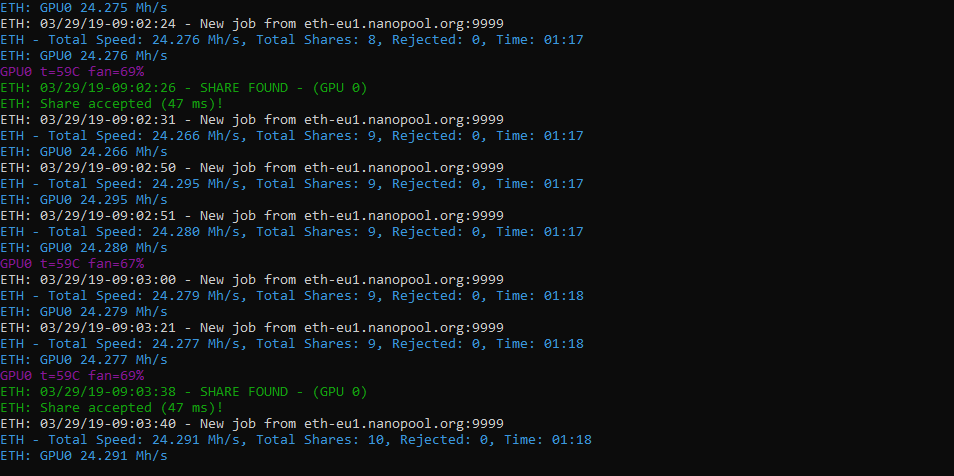 ETH: GPU0 24.275 Mh/s
ETH: 03/29/19-09:02:24 - New job from eth-eu1.nanopool.org:9999
ETH - Total Speed: 24.276 Mh/s, Total Shares: 8, Rejected: 0, Time: 01:17
ETH: GPU0 24.276 Mh/s
GPU0 t=59C fan=69%
ETH: 03/29/19-09:02:26 - SHARE FOUND - (GPU 0)
ETH: Share accepted (47 ms)!
ETH: 03/29/19-09:02:31 - New job from eth-eu1.nanopool.org:9999
ETH - Total Speed: 24.266 Mh/s, Total Shares: 9, Rejected: 0, Time: 01:17
ETH: GPU0 24.266 Mh/s
ETH: 03/29/19-09:02:50 - New job from eth-eu1.nanopool.org:9999
ETH - Total Speed: 24.295 Mh/s, Total Shares: 9, Rejected: 0, Time: 01:17
ETH: GPU0 24.295 Mh/s
ETH: 03/29/19-09:02:51 - New job from eth-eu1.nanopool.org:9999
ETH - Total Speed: 24.280 Mh/s, Total Shares: 9, Rejected: 0, Time: 01:17
ETH: GPU0 24.280 Mh/s
GPU0 t=59C fan=67%
ETH: 03/29/19-09:03:00 - New job from eth-eu1.nanopool.org:9999
ETH - Total Speed: 24.279 Mh/s, Total Shares: 9, Rejected: 0, Time: 01:18
ETH: GPU0 24.279 Mh/s
ETH: 03/29/19-09:03:21 - New job from eth-eu1.nanopool.org:9999
ETH - Total Speed: 24.277 Mh/s, Total Shares: 9, Rejected: 0, Time: 01:18
ETH: GPU0 24.277 Mh/s
GPU0 t=59C fan=69%
ETH: 03/29/19-09:03:38 - SHARE FOUND - (GPU 0)
ETH: Share accepted (47 ms)!
ETH: 03/29/19-09:03:40 - New job from eth-eu1.nanopool.org:9999
ETH - Total Speed: 24.291 Mh/s, Total Shares: 10, Rejected: 0, Time: 01:18
ETH: GPU0 24.291 Mh/s